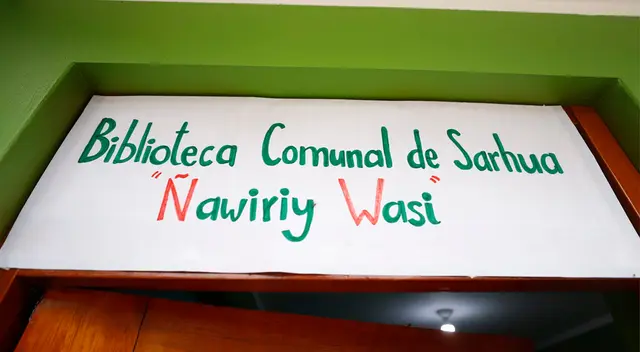 Biblioteca Comunal de Sarhua
"Ñawiriy Wasi"